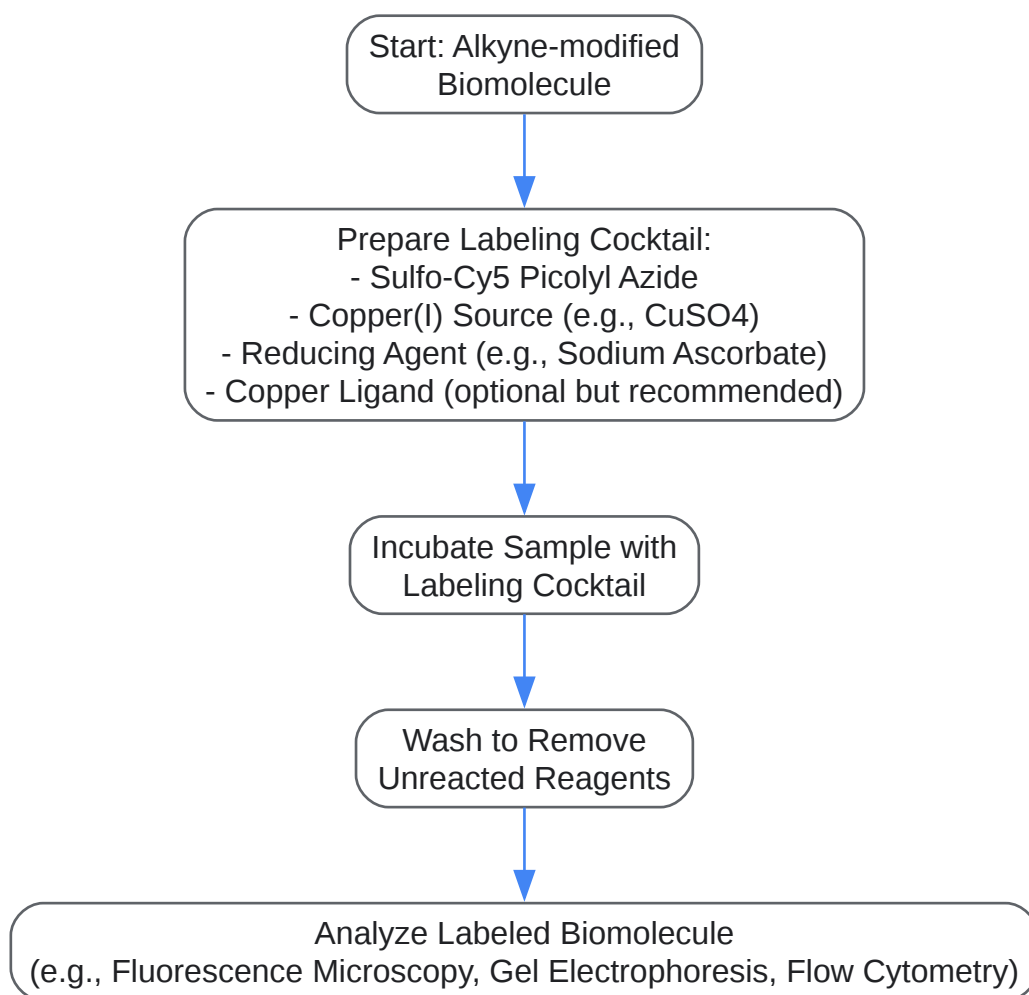 Start: Alkyne-modified
Biomolecule
Prepare Labeling Cocktail:
- Sulfo-Cy5 Picolyl Azide
- Copper(I) Source (e.g., CuSO4)
- Reducing Agent (e.g., Sodium Ascorbate)
- Copper Ligand (optional but recommended)
Incubate Sample with
Labeling Cocktail
Wash to Remove
Unreacted Reagents
Analyze Labeled Biomolecule
(e.g., Fluorescence Microscopy, Gel Electrophoresis, Flow Cytometry)